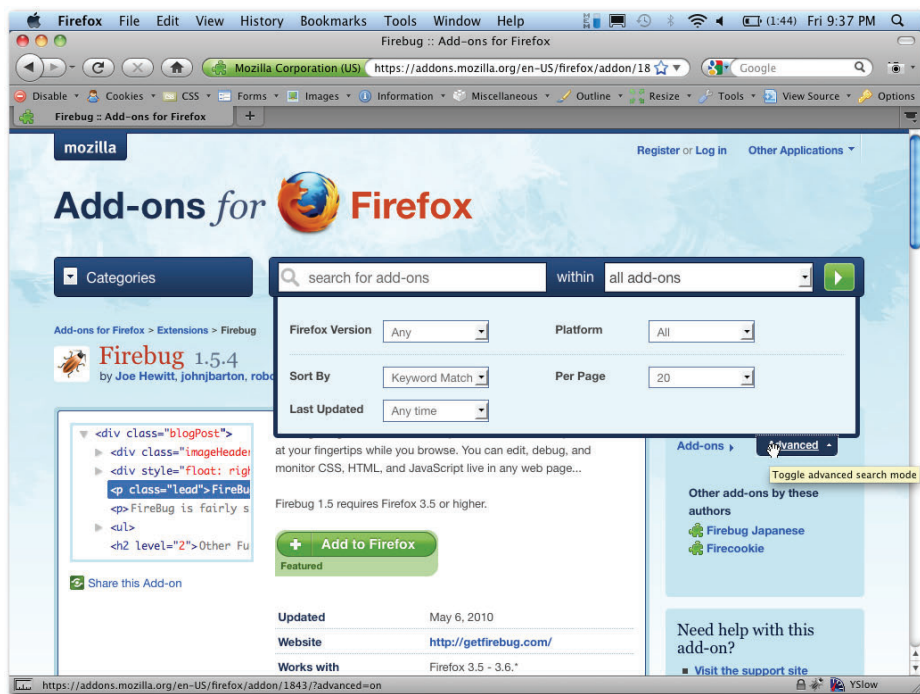 Firefox File Edit View History Bookmarks Tools Window Help (1:44) Fri 9:37 PM
Firebug :: Add-ons for Firefox
Mozilla Corporation (US) https://addons.mozilla.org/en-US/firefox/addon/18 Google
Disable Cookies CSS Forms Images Information Miscellaneous Outline Resize Tools View Source Options
Firebug :: Add-ons for Firefox +
mozilla
Register or Log in Other Applications
Add-ons for Firefox
Categories
search for add-ons within all add-ons
Firefox Version Any Platform All
Sort By Keyword Match Per Page 20
Last Updated Any time
Add-ons for Firefox > Extensions > Firebug
Firebug 1.5.4
by Joe Hewitt, johnjbarton, robc
Add-ons Advanced
Toggle advanced search mode
<div class="blogPost">
<div class="imageHeader
<div style="float: righ
<p class="lead">FireBu
<p>FireBug is fairly s
<ul>
<h2 level="2">Other Fu
Share this Add-on
at your fingertips while you browse. You can edit, debug, and
monitor CSS, HTML, and JavaScript live in any web page...
Firebug 1.5 requires Firefox 3.5 or higher.
Add to Firefox
Featured
Updated May 6, 2010
Website http://getfirebug.com/
Works with Firefox 3.5 - 3.6.*
Other add-ons by these
authors
Firebug Japanese
Firecookie
Need help with this
add-on?
Visit the support site
https://addons.mozilla.org/en-US/firefox/addon/1843/?advanced=on YSlow